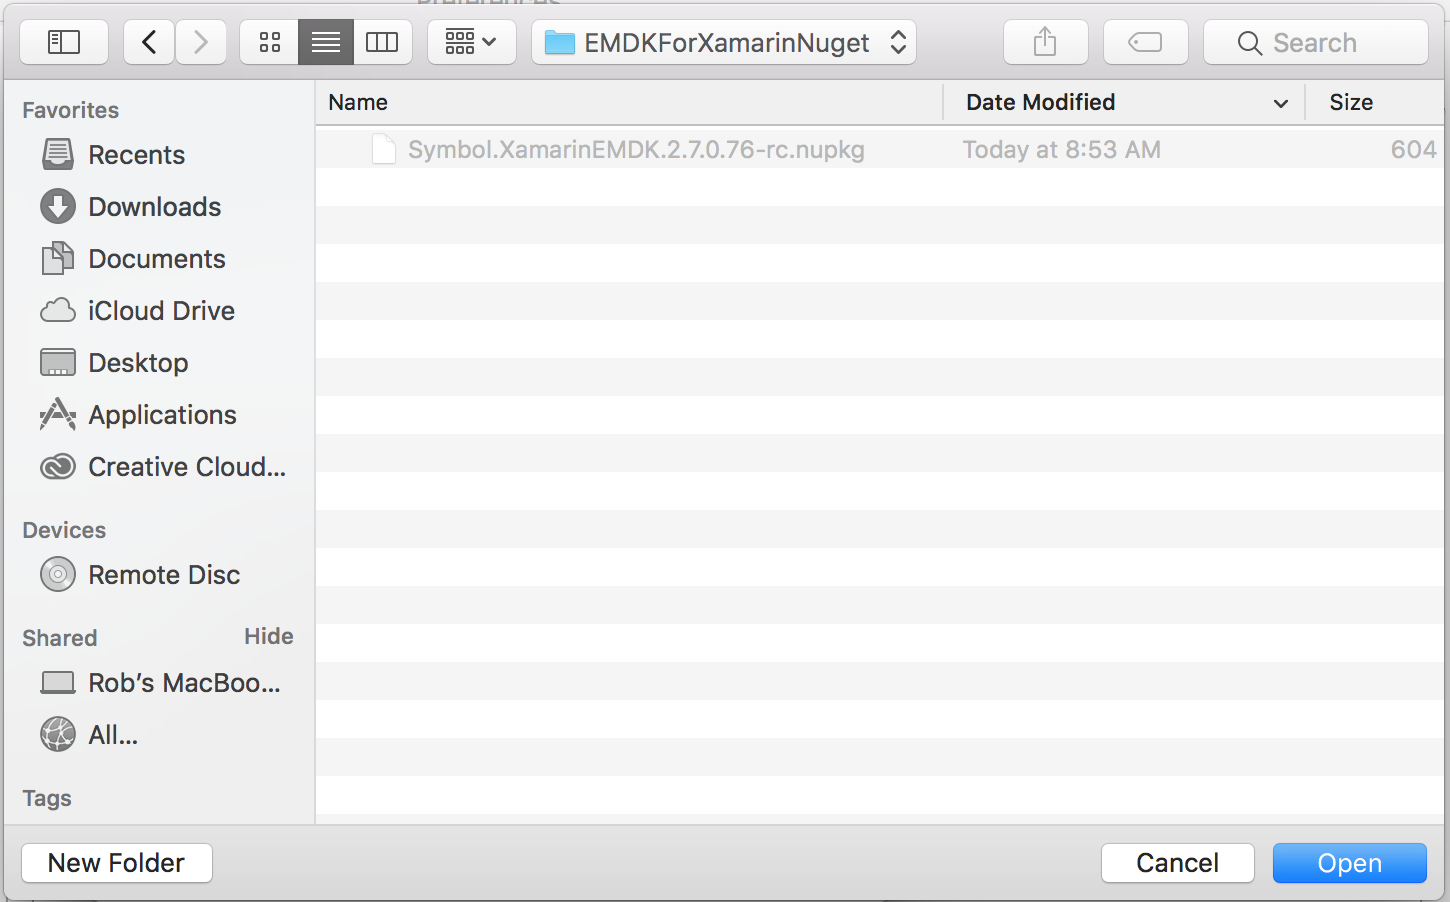 Preferences
EMDKForXamarinNuget
Search
Favorites
Recents
Downloads
Documents
iCloud Drive
Desktop
Applications
Creative Cloud...
Devices
Remote Disc
Shared Hide
Rob’s MacBoo...
All...
Tags
Name Date Modified Size
Symbol.XamarinEMDK.2.7.0.76-rc.nupkg Today at 8:53 AM 604
New Folder Cancel Open